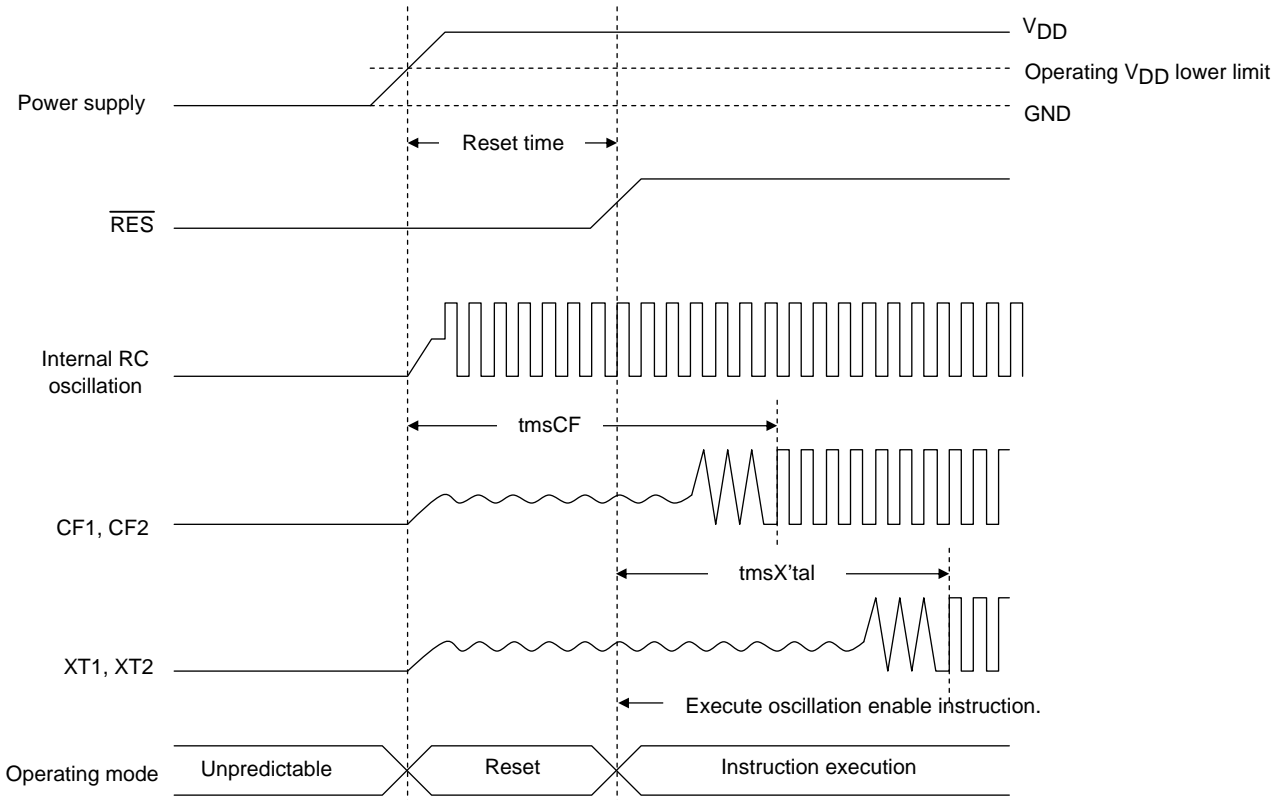 VDD
Operating VDD lower limit
Power supply
GND
Reset time
RES
Internal RC
oscillation
tmsCF
CF1, CF2
tmsX'tal
XT1, XT2
Execute oscillation enable instruction.
Operating mode
Unpredictable
Reset
Instruction execution